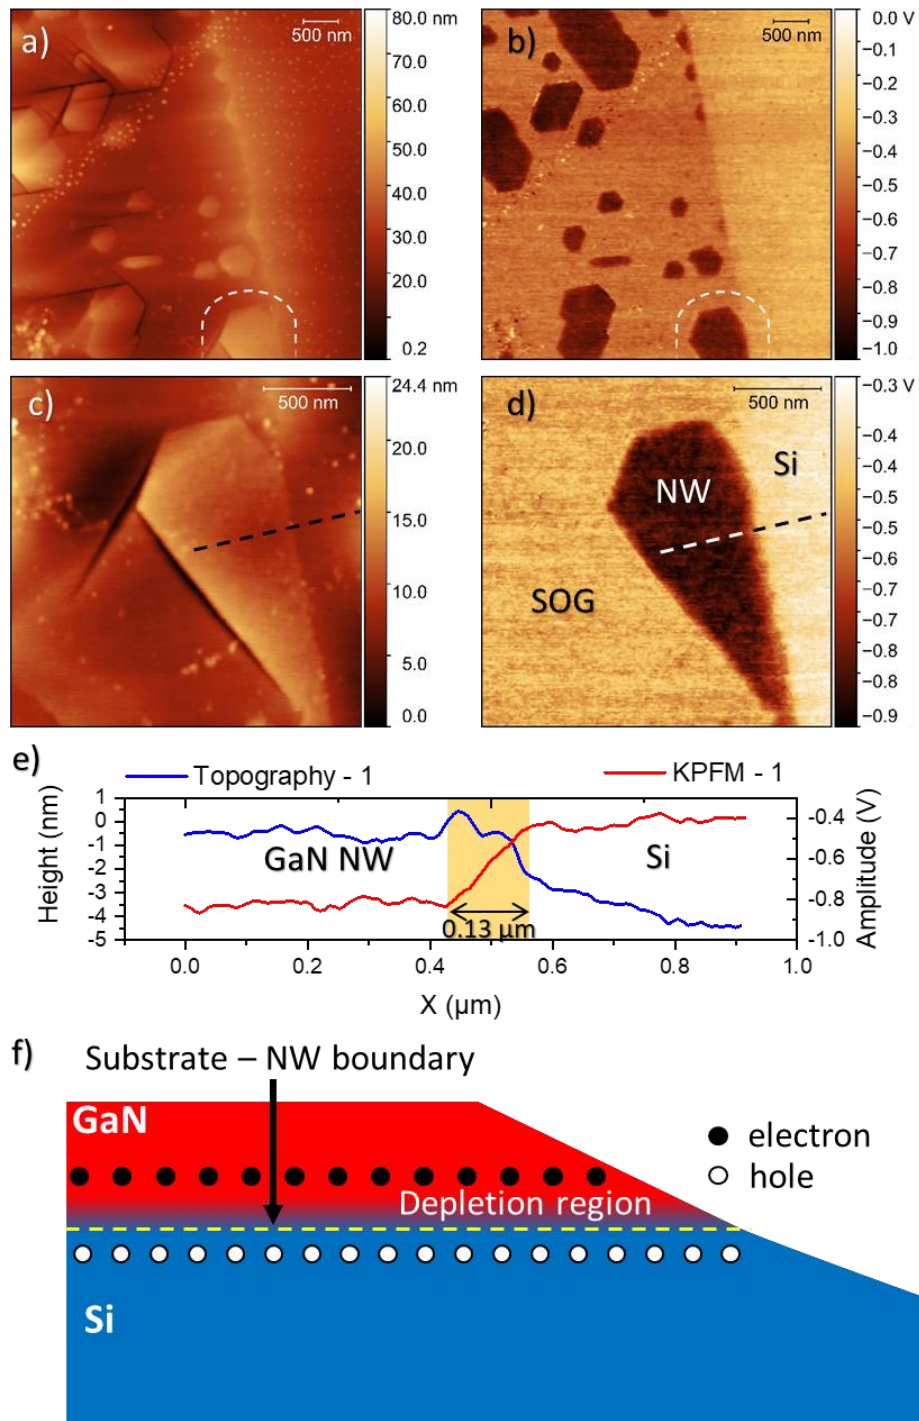 a)
500 nm
80.0 nm
70.0
60.0
50.0
40.0
30.0
20.0
0.2
b)
500 nm
0.0 V
−0.1
−0.2
−0.3
−0.4
−0.6
−0.7
−0.8
−0.9
−1.0
c)
500 nm
24.4 nm
20.0
15.0
10.0
5.0
0.0
d)
500 nm
NW
Si
SOG
−0.3 V
−0.4
−0.4
−0.5
−0.5
−0.6
−0.7
−0.7
−0.8
−0.8
−0.9
e)
Topography - 1
KPFM - 1
Height (nm)
1
0
-1
-2
-3
-4
-5
GaN NW
Si
0.13 µm
-0.4
-0.6
-0.8
-1.0
Amplitude (V)
0.0
0.2
0.4
0.6
0.8
1.0
X (µm)
f)
Substrate – NW boundary
GaN
electron
hole
Depletion region
Si